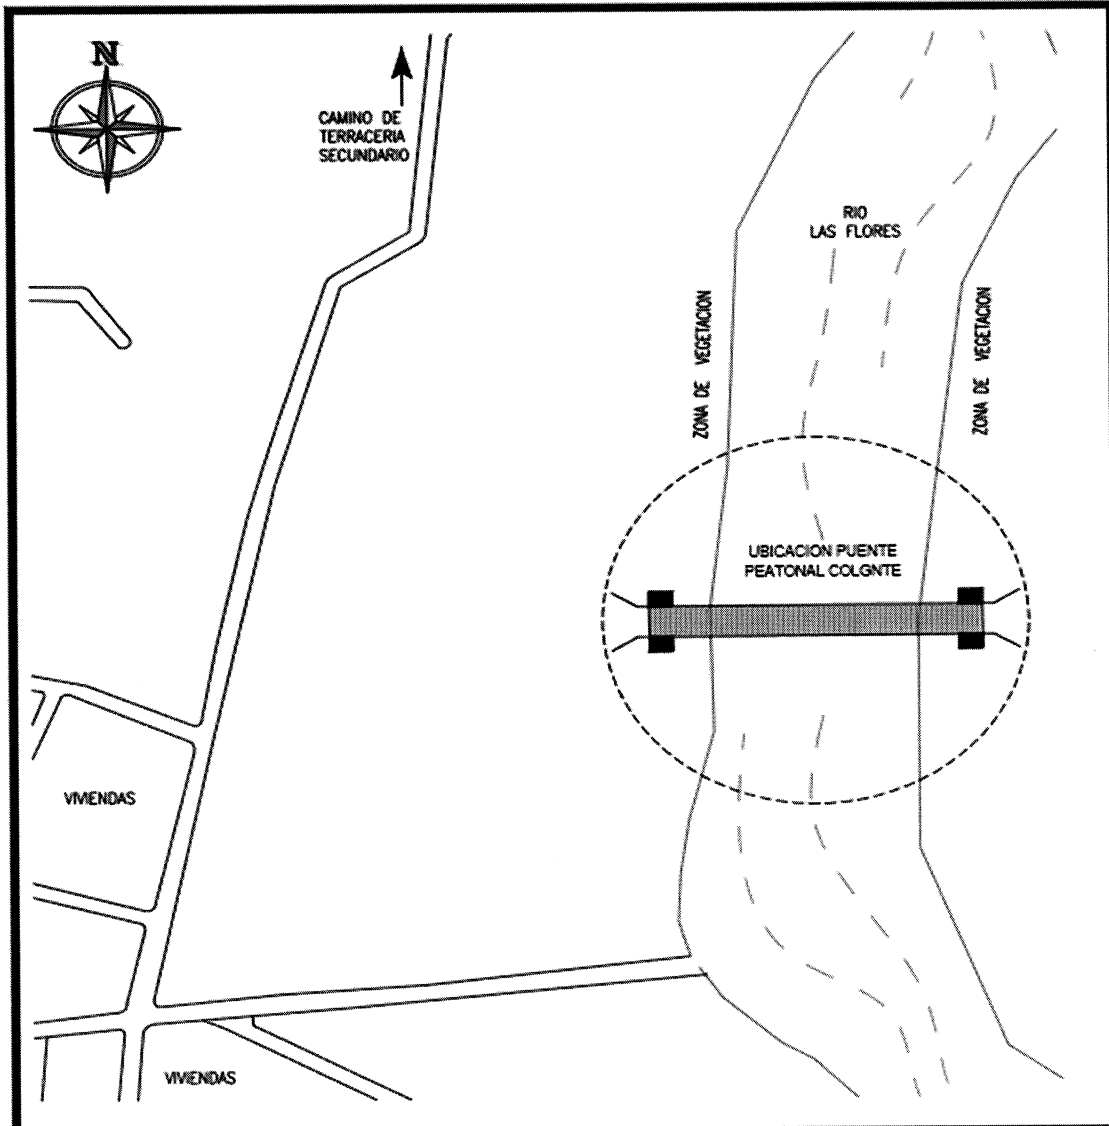 N
CAMINO DE
TERRACERIA
SECUNDARIO
RIO
LAS FLORES
ZONA DE VEGETACION
ZONA DE VEGETACION
UBICACION PUENTE
PEATONAL COLGNTE
VIVIENDAS
VIVIENDAS